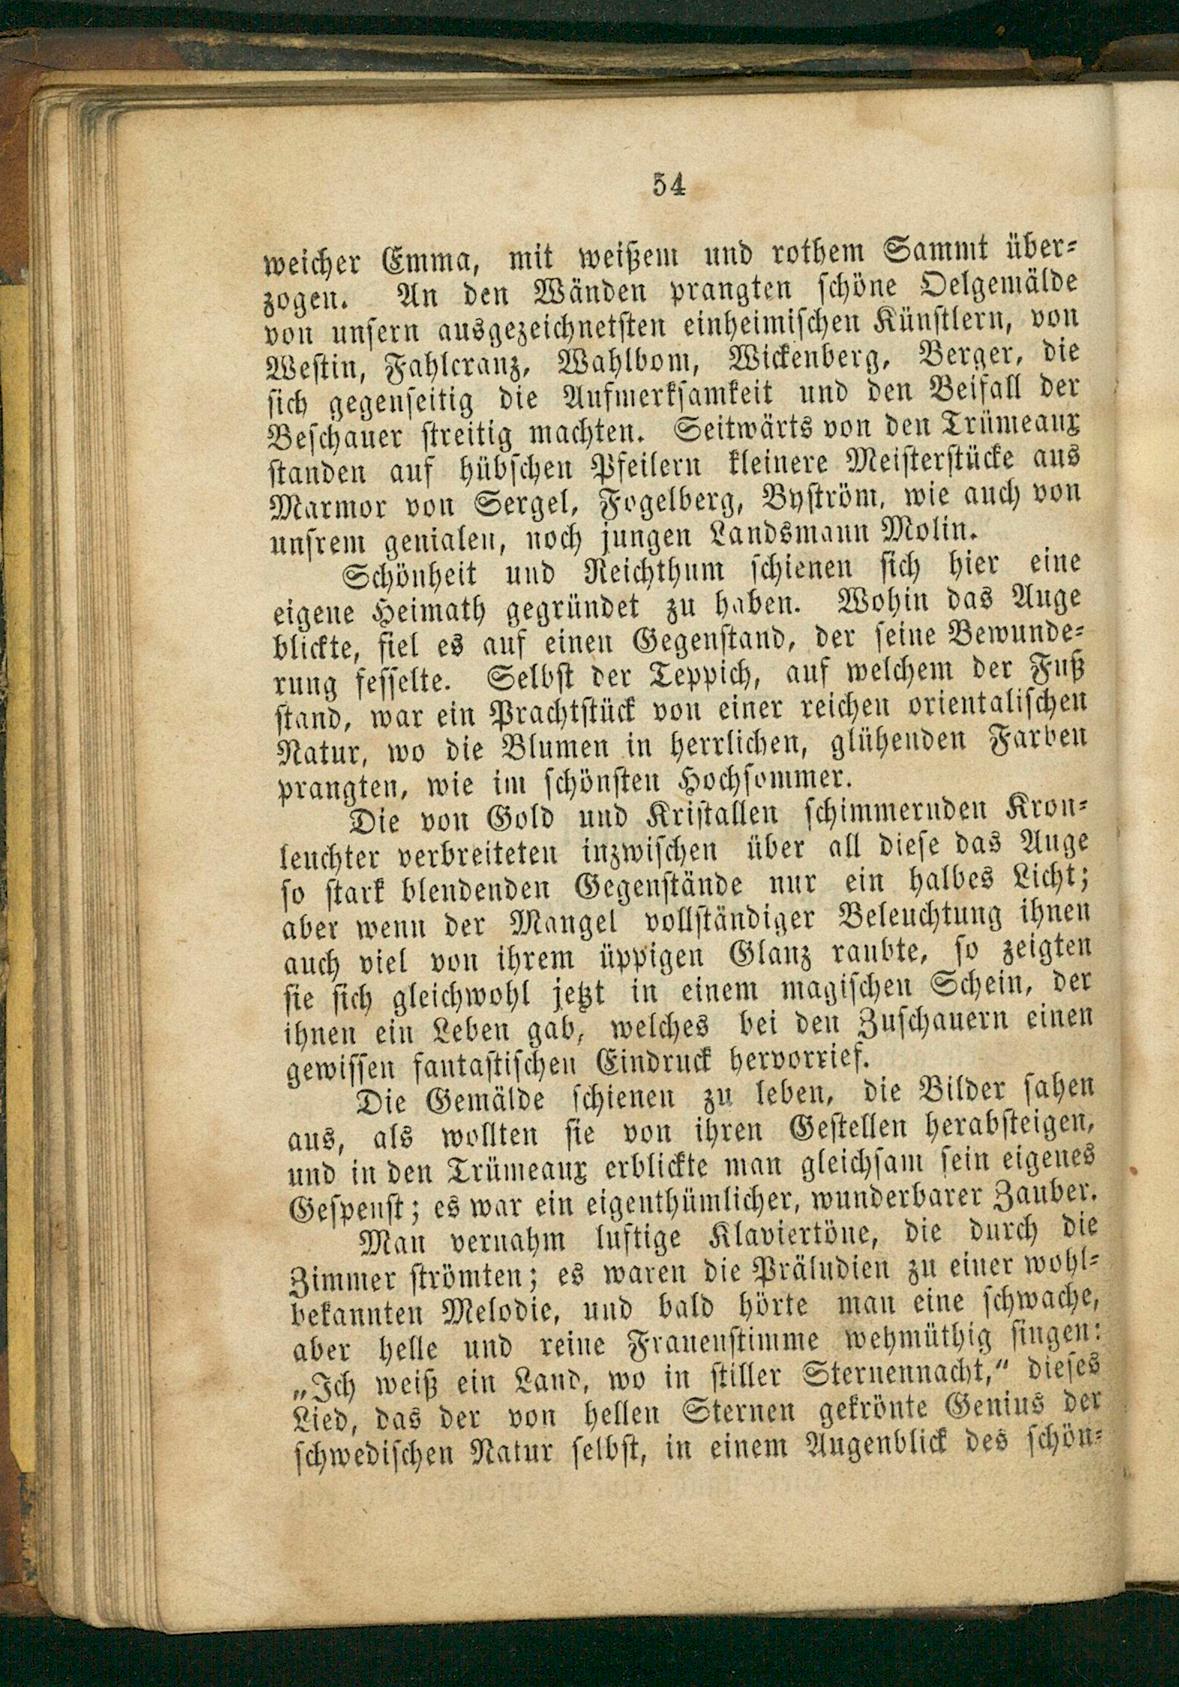 54
weicher Emma, mit weißem und rothem Sammt über-
zogen. An den Wänden prangten schöne Oelgemälde
von unsern ausgezeichnetsten einheimischen Künstlern, von
Westin, Fahlcranz, Wahlbom, Wickenberg, Berger, die
sich gegenseitig die Aufmerksamkeit und den Beifall der
Beschauer streitig machten. Seitwärts von den Trümeaux
standen auf hübschen Pfeilern kleinere Meisterstücke aus
Marmor von Sergel, Fogelberg, Byström, wie auch von
unsrem genialen, noch jungen Landsmann Molin.
Schönheit und Reichthum schienen sich hier eine
eigene Heimath gegründet zu haben. Wohin das Auge
blickte, fiel es auf einen Gegenstand, der seine Bewunde-
rung fesselte. Selbst der Teppich, auf welchem der Fuß
stand, war ein Prachtstück von einer reichen orientalischen
Natur, wo die Blumen in herrlichen, glühenden Farben
prangten, wie im schönsten Hochsommer.
Die von Gold und Kristallen schimmernden Kron-
leuchter verbreiteten inzwischen über all diese das Auge
so stark blendenden Gegenstände nur ein halbes Licht;
aber wenn der Mangel vollständiger Beleuchtung ihnen
auch viel von ihrem üppigen Glanz raubte, so zeigten
sie sich gleichwohl jetzt in einem magischen Schein, der
ihnen ein Leben gab, welches bei den Zuschauern einen
gewissen fantastischen Eindruck hervorrief.
Die Gemälde schienen zu leben, die Bilder sahen
aus, als wollten sie von ihren Gestellen herabsteigen,
und in den Trümeaux erblickte man gleichsam sein eigenes
Gespenst; es war ein eigenthümlicher, wunderbarer Zauber.
Man vernahm luftige Klaviertöne, die durch die
Zimmer strömten; es waren die Präludien zu einer wohl-
bekannten Melodie, und bald hörte man eine schwache,
aber helle und reine Frauenstimme wehmüthig singen:
„Ich weiß ein Land, wo in stiller Sternennacht,“ dieses
Lied, das der von hellen Sternen gekrönte Genius der
schwedischen Natur selbst, in einem Augenblick des schön-